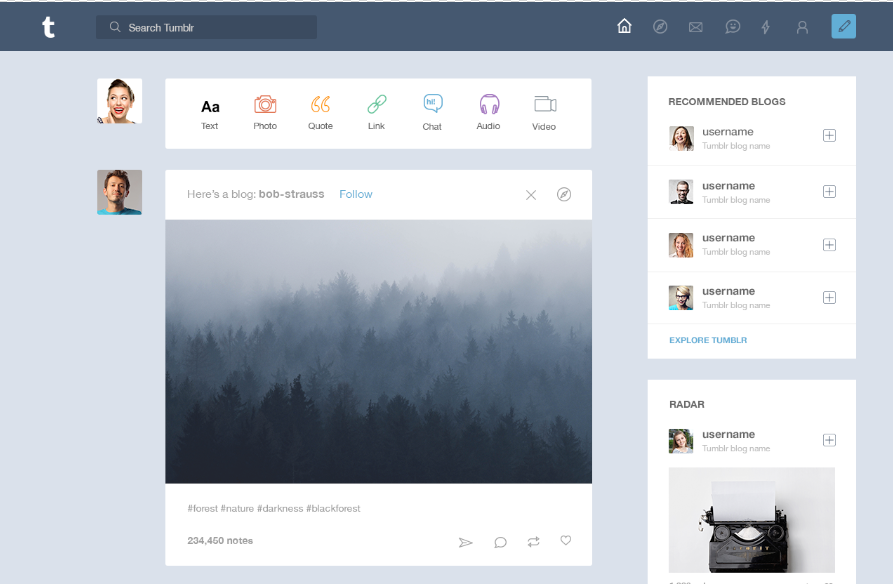 t
Search Tumblr
Aa
hi!
Text
Photo
Quote
Link
Chat
Audio
Video
Here's a blog: bob-strauss
Follow
#forest #nature #darkness #blackforest
234,450 notes
RECOMMENDED BLOGS
username
Tumblr blog name
username
Tumblr blog name
username
Tumblr blog name
username
Tumblr blog name
EXPLORE TUMBLR
RADAR
username
Tumblr blog name